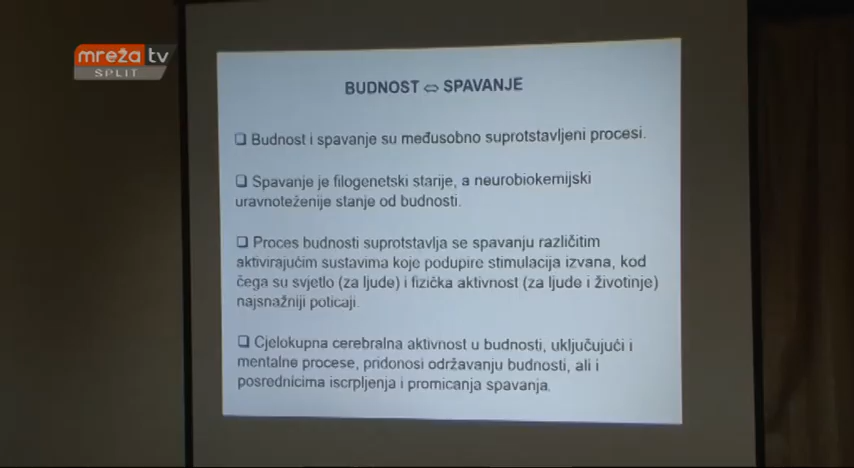 mreža tv
SPLIT
BUDNOST ⇔ SPAVANJE
❑ Budnost i spavanje su međusobno suprotstavljeni procesi.
❑ Spavanje je filogenetski starije, a neurobiokemijski
uravnoteženije stanje od budnosti.
❑ Proces budnosti suprotstavlja se spavanju različitim
aktivirajućim sustavima koje podupire stimulacija izvana, kod
čega su svjetlo (za ljude) i fizička aktivnost (za ljude i životinje)
najsnažniji poticaji.
❑ Cjelokupna cerebralna aktivnost u budnosti, uključujući i
mentalne procese, pridonosi održavanju budnosti, ali i
posrednicima iscrpljenja i promicanja spavanja.